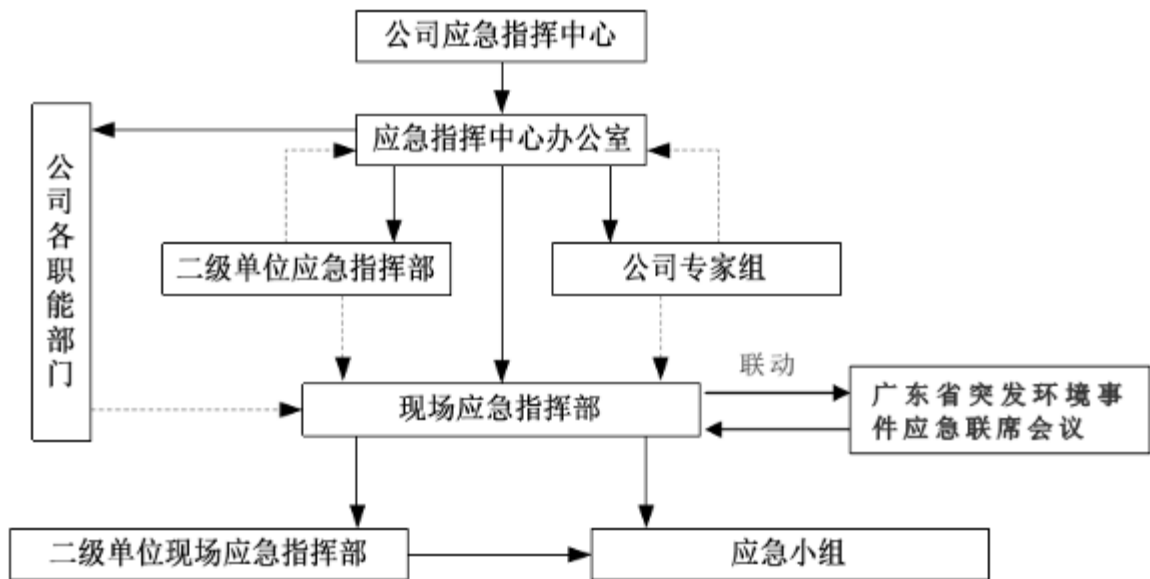 公司应急指挥中心
应急指挥中心办公室
公司各职能部门
二级单位应急指挥部
公司专家组
联动
现场应急指挥部
广东省突发环境事
件应急联席会议
二级单位现场应急指挥部
应急小组